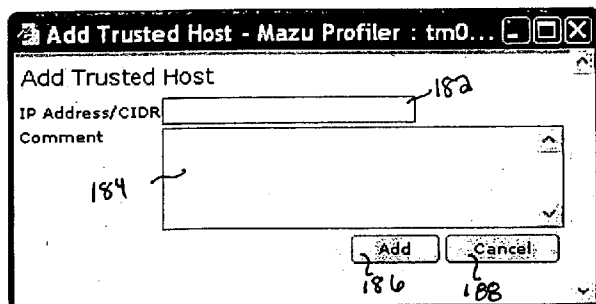 Add Trusted Host - Mazu Profiler : tm0...
Add Trusted Host
IP Address/CIDR
182
Comment
184
Add
Cancel
186
188